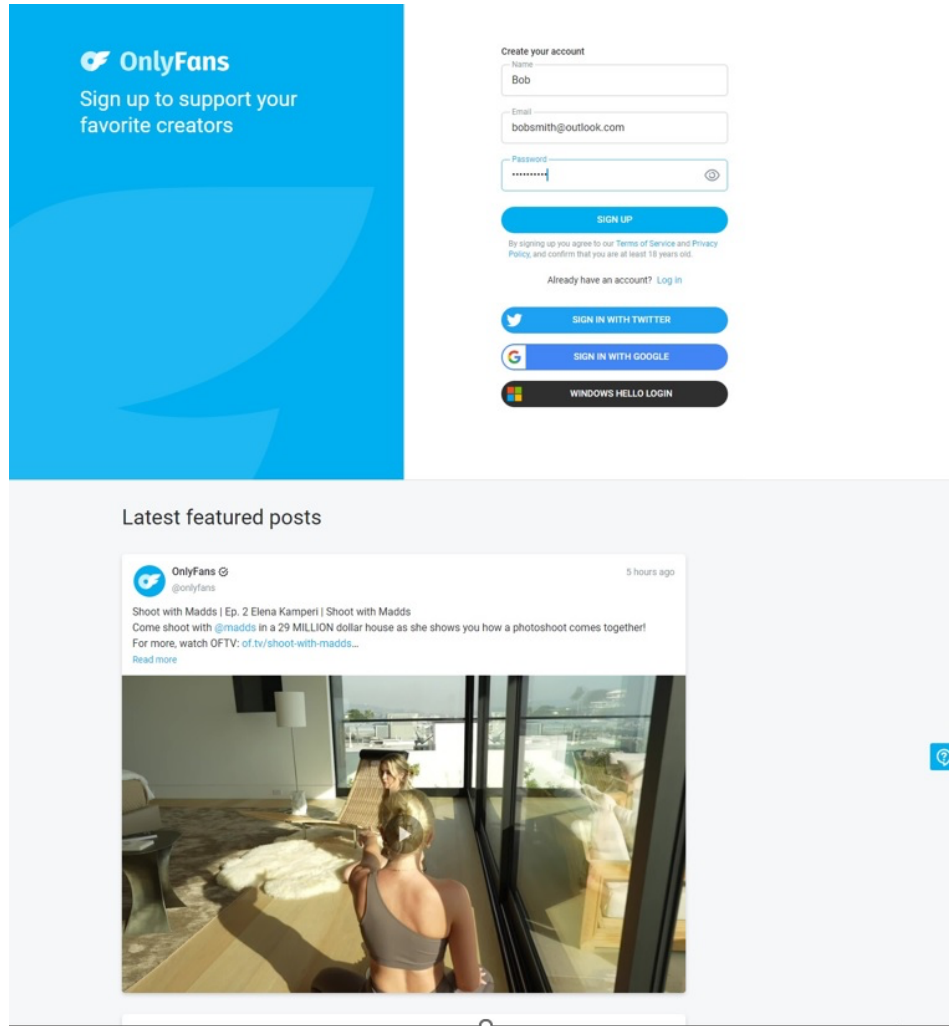 OnlyFans
Sign up to support your
favorite creators
Create your account
Name
Bob
Email
bobsmith@outlook.com
Password
••••••••••
SIGN UP
By signing up you agree to our Terms of Service and Privacy
Policy, and confirm that you are at least 18 years old.
Already have an account? Log in
SIGN IN WITH TWITTER
G
SIGN IN WITH GOOGLE
WINDOWS HELLO LOGIN
Latest featured posts
OnlyFans
5 hours ago
@onlyfans
Shoot with Madds | Ep. 2 Elena Kamperi | Shoot with Madds
Come shoot with @madds in a 29 MILLION dollar house as she shows you how a photoshoot comes together!
For more, watch OFTV: of.tv/shoot-with-madds...
Read more
?